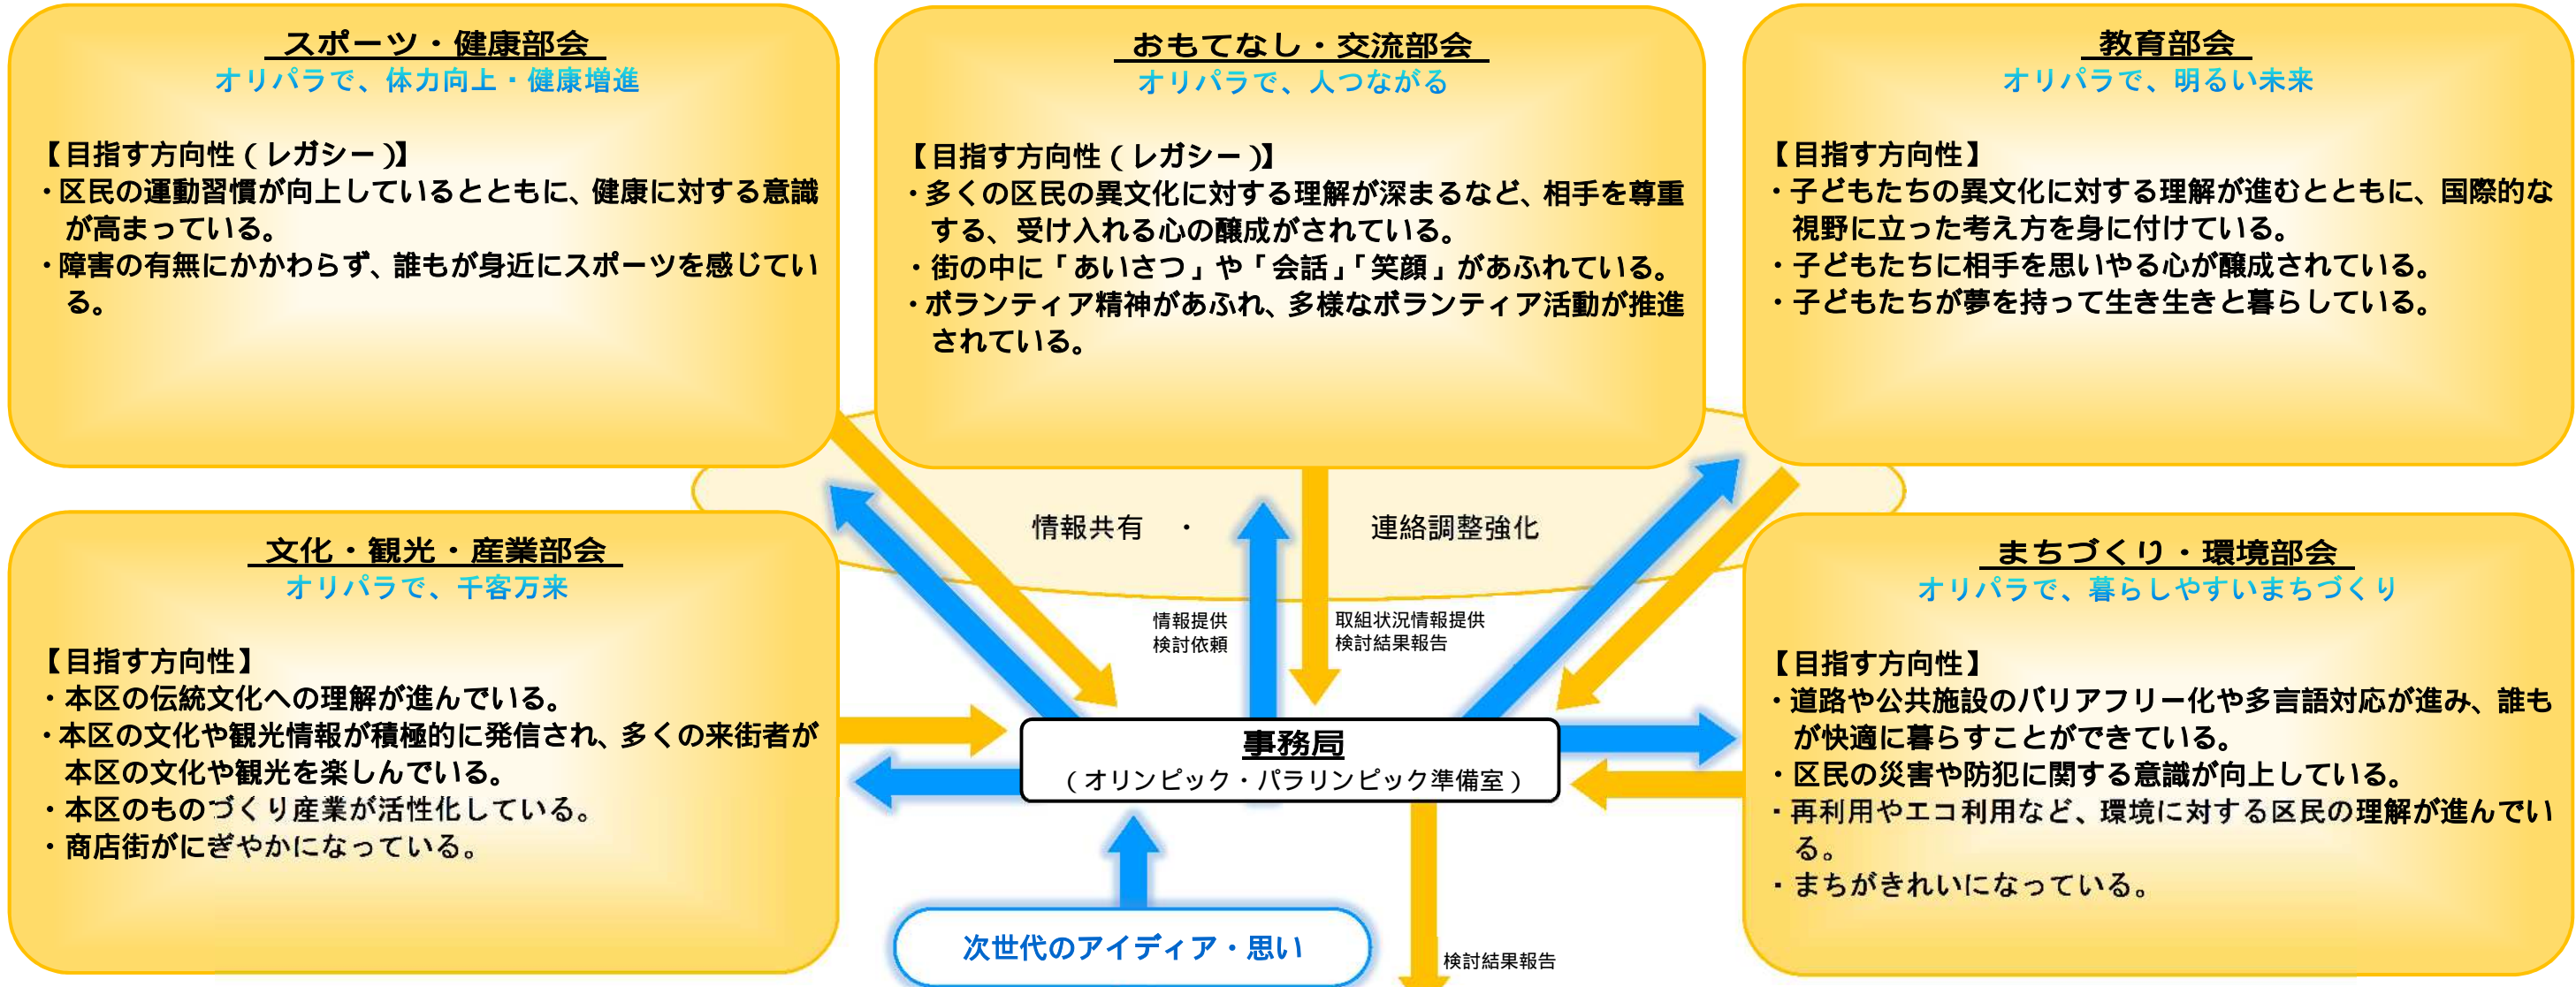 スポーツ・健康部会
オリパラで、体力向上・健康増進
【目指す方向性（レガシー）】
・区民の運動習慣が向上しているとともに、健康に対する意識
が高まっている。
・障害の有無にかかわらず、誰もが身近にスポーツを感じてい
る。
おもてなし・交流部会
オリパラで、人つながる
【目指す方向性（レガシー）】
・多くの区民の異文化に対する理解が深まるなど、相手を尊重
する、受け入れる心の醸成がされている。
・街の中に「あいさつ」や「会話」「笑顔」があふれている。
・ボランティア精神があふれ、多様なボランティア活動が推進
されている。
教育部会
オリパラで、明るい未来
【目指す方向性】
・子どもたちの異文化に対する理解が進むとともに、国際的な
視野に立った考え方を身に付けている。
・子どもたちに相手を思いやる心が醸成されている。
・子どもたちが夢を持って生き生きと暮らしている。
情報共有　・　連絡調整強化
文化・観光・産業部会
オリパラで、千客万来
【目指す方向性】
・本区の伝統文化への理解が進んでいる。
・本区の文化や観光情報が積極的に発信され、多くの来街者が
本区の文化や観光を楽しんでいる。
・本区のものづくり産業が活性化している。
・商店街がにぎやかになっている。
情報提供
検討依頼
取組状況情報提供
検討結果報告
まちづくり・環境部会
オリパラで、暮らしやすいまちづくり
【目指す方向性】
・道路や公共施設のバリアフリー化や多言語対応が進み、誰も
が快適に暮らすことができている。
・区民の災害や防犯に関する意識が向上している。
・再利用やエコ利用など、環境に対する区民の理解が進んでい
る。
・まちがきれいになっている。
事務局
（オリンピック・パラリンピック準備室）
次世代のアイディア・思い
検討結果報告